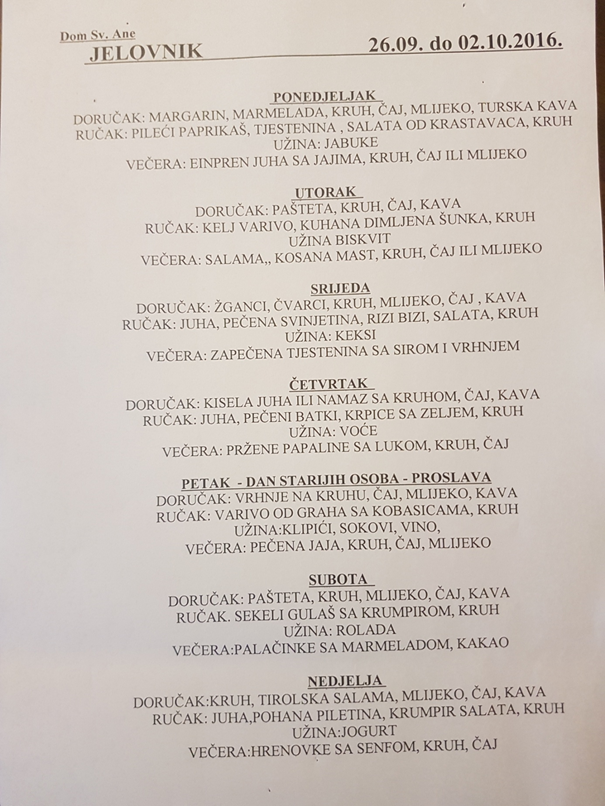 Dom Sv. Ane
JELOVNIK 26.09. do 02.10.2016.
PONEDJELJAK
DORUČAK: MARGARIN, MARMELADA, KRUH, ČAJ, MLIJEKO, TURSKA KAVA
RUČAK: PILEĆI PAPRIKAŠ, TJESTENINA , SALATA OD KRASTAVACA, KRUH
UŽINA: JABUKE
VEČERA: EINPREN JUHA SA JAJIMA, KRUH, ČAJ ILI MLIJEKO
UTORAK
DORUČAK: PAŠTETA, KRUH, ČAJ, KAVA
RUČAK: KELJ VARIVO, KUHANA DIMLJENA ŠUNKA, KRUH
UŽINA BISKVIT
VEČERA: SALAMA,, KOSANA MAST, KRUH, ČAJ ILI MLIJEKO
SRIJEDA
DORUČAK: ŽGANCI, ČVARCI, KRUH, MLIJEKO, ČAJ , KAVA
RUČAK: JUHA, PEČENA SVINJETINA, RIZI BIZI, SALATA, KRUH
UŽINA: KEKSI
VEČERA: ZAPEČENA TJESTENINA SA SIROM I VRHNJEM
ČETVRTAK
DORUČAK: KISELA JUHA ILI NAMAZ SA KRUHOM, ČAJ, KAVA
RUČAK: JUHA, PEČENI BATKI, KRPICE SA ZELJEM, KRUH
UŽINA: VOĆE
VEČERA: PRŽENE PAPALINE SA LUKOM, KRUH, ČAJ
PETAK - DAN STARIJIH OSOBA - PROSLAVA
DORUČAK: VRHNJE NA KRUHU, ČAJ, MLIJEKO, KAVA
RUČAK: VARIVO OD GRAHA SA KOBASICAMA, KRUH
UŽINA:KLIPIĆI, SOKOVI, VINO,
VEČERA: PEČENA JAJA, KRUH, ČAJ, MLIJEKO
SUBOTA
DORUČAK: PAŠTETA, KRUH, MLIJEKO, ČAJ, KAVA
RUČAK. SEKELI GULAŠ SA KRUMPIROM, KRUH
UŽINA: ROLADA
VEČERA:PALAČINKE SA MARMELADOM, KAKAO
NEDJELJA
DORUČAK:KRUH, TIROLSKA SALAMA, MLIJEKO, ČAJ, KAVA
RUČAK: JUHA,POHANA PILETINA, KRUMPIR SALATA, KRUH
UŽINA:JOGURT
VEČERA:HRENOVKE SA SENFOM, KRUH, ČAJ